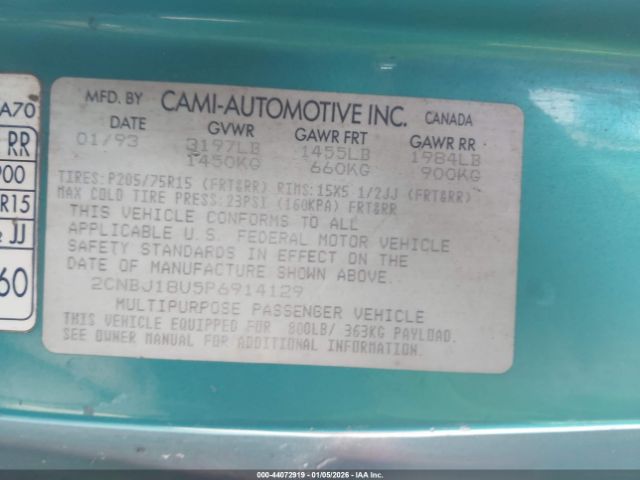 A70
RR
900
R15
JJ
60
MFD. BY CAMI-AUTOMOTIVE INC. CANADA
DATE GVWR GAWR FRT GAWR RR
01/93 3197LB 1455LB 1984LB
1450KG 660KG 900KG
TIRES: P205/75R15 (FRT&RR) RIMS: 15X5 1/2JJ (FRT&RR)
MAX COLD TIRE PRESS: 23PSI (160KPA) FRT&RR
THIS VEHICLE CONFORMS TO ALL
APPLICABLE U.S. FEDERAL MOTOR VEHICLE
SAFETY STANDARDS IN EFFECT ON THE
DATE OF MANUFACTURE SHOWN ABOVE.
2CNBJ18U5P6914129
MULTIPURPOSE PASSENGER VEHICLE
THIS VEHICLE EQUIPPED FOR 800LB/ 363KG PAYLOAD.
SEE OWNER MANUAL FOR ADDITIONAL INFORMATION.
000-44072919 - 01/05/2026 - IAA Inc.